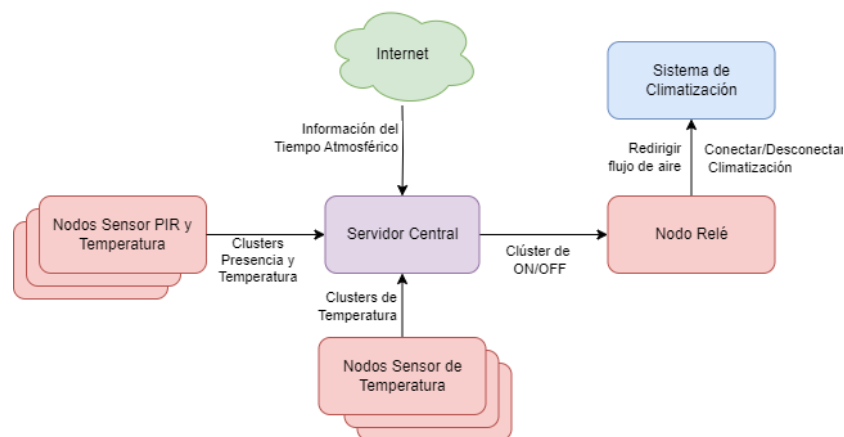 Internet
Sistema de
Climatización
Información del
Tiempo Atmosférico
Redirigir
flujo de aire
Conectar/Desconectar
Climatización
Nodos Sensor PIR y
Temperatura
Clusters
Presencia y
Temperatura
Servidor Central
Clúster de
ON/OFF
Nodo Relé
Clusters de
Temperatura
Nodos Sensor de
Temperatura